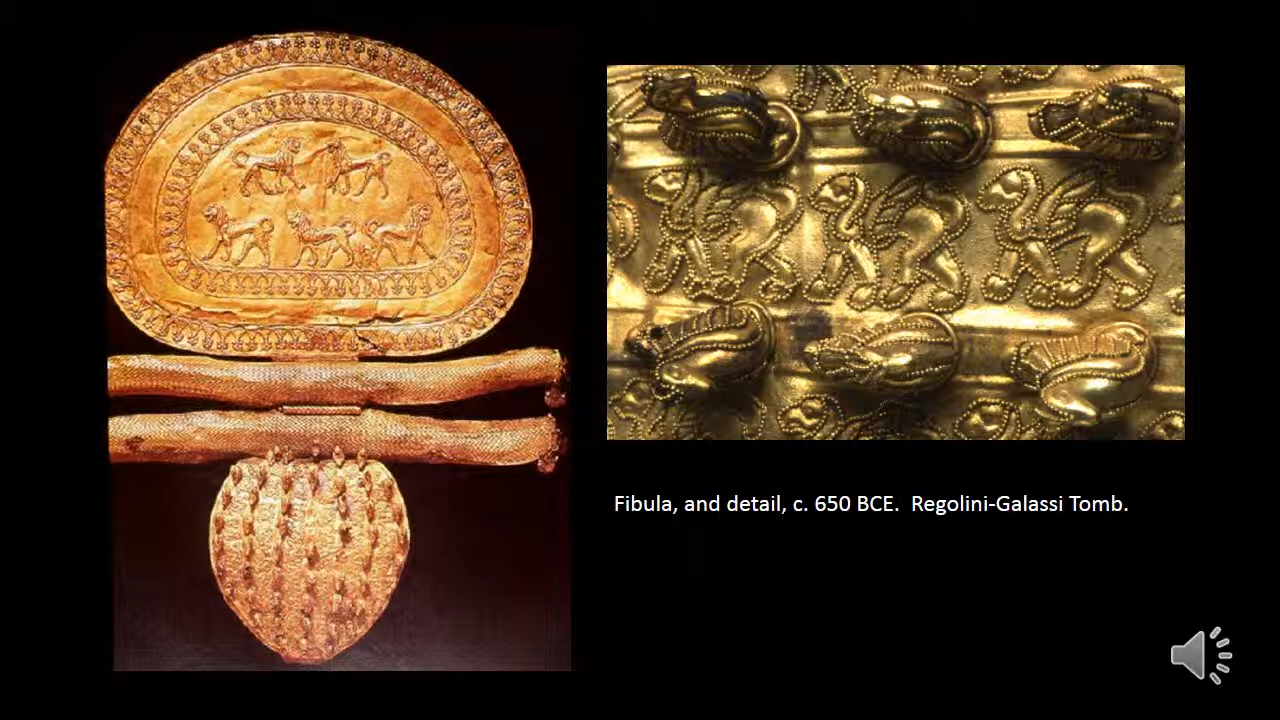 Fibula, and detail, c. 650 BCE.  Regolini-Galassi Tomb.